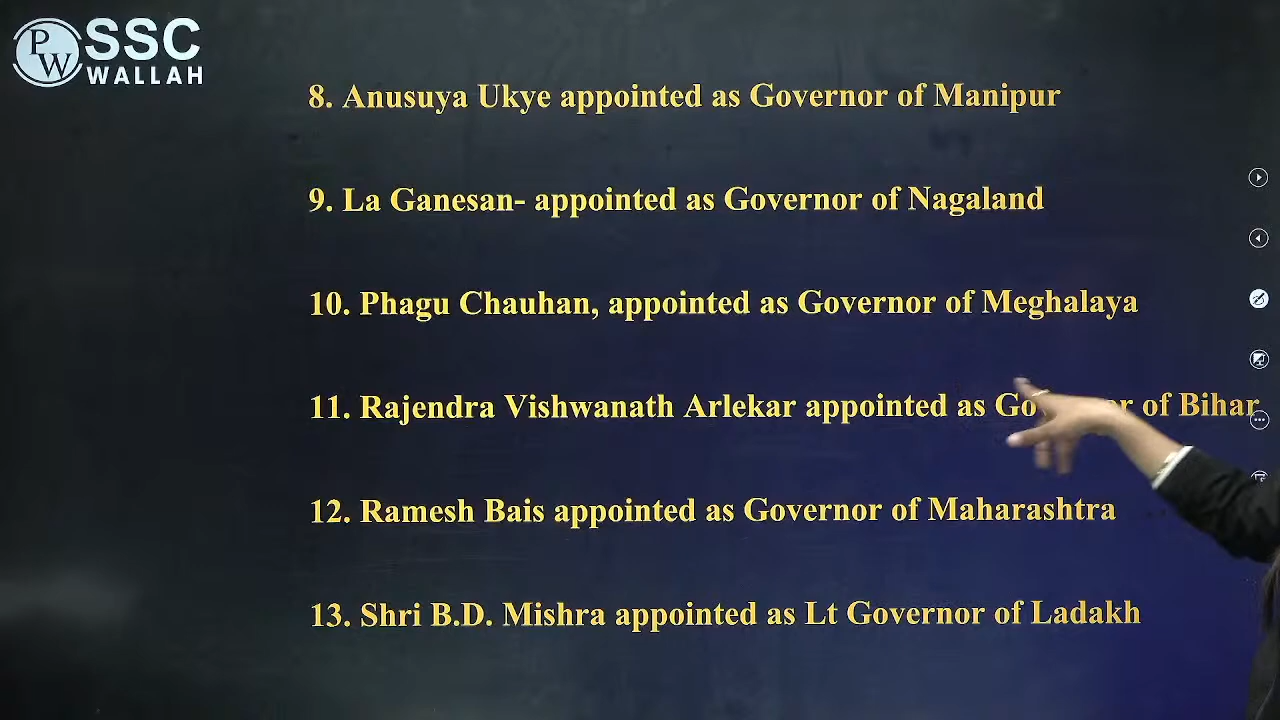 PW
SSC
WALLAH
8. Anusuya Ukye appointed as Governor of Manipur
9. La Ganesan- appointed as Governor of Nagaland
10. Phagu Chauhan, appointed as Governor of Meghalaya
11. Rajendra Vishwanath Arlekar appointed as Governor of Bihar
12. Ramesh Bais appointed as Governor of Maharashtra
13. Shri B.D. Mishra appointed as Lt Governor of Ladakh